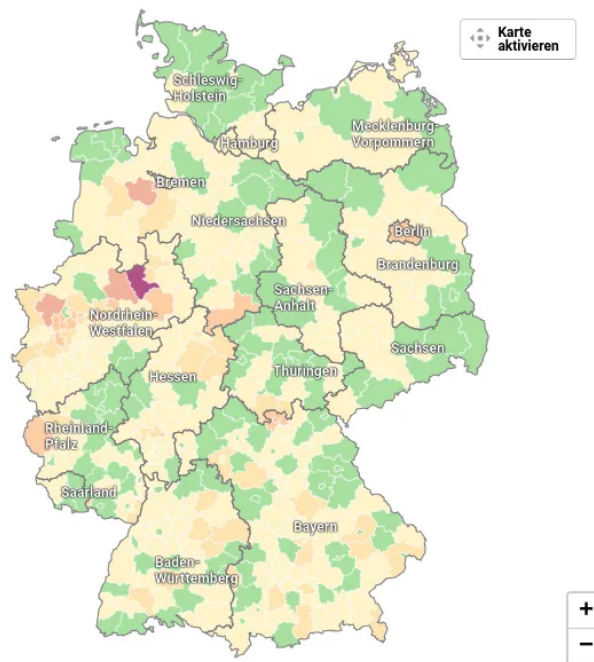 Karte
aktivieren
Schleswig-
Holstein
Mecklenburg-
Vorpommern
Hamburg
Bremen
Niedersachsen
Berlin
Brandenburg
Sachsen-
Anhalt
Nordrhein-
Westfalen
Sachsen
Thüringen
Hessen
Rheinland-
Pfalz
Saarland
Bayern
Baden-
Württemberg
+
−